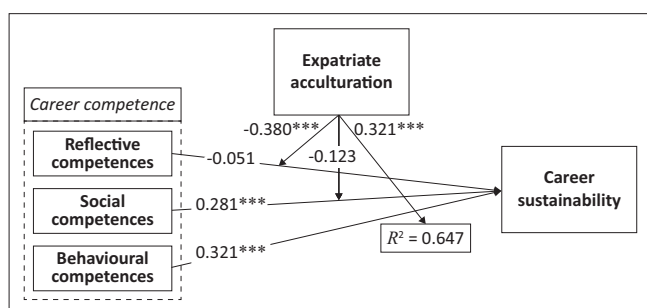 Expatriate
acculturation
Career competence
-0.380*** 0.321***
Reflective
competences
-0.051
-0.123
Career
sustainability
Social
competences
0.281***
R² = 0.647
Behavioural
competences
0.321***